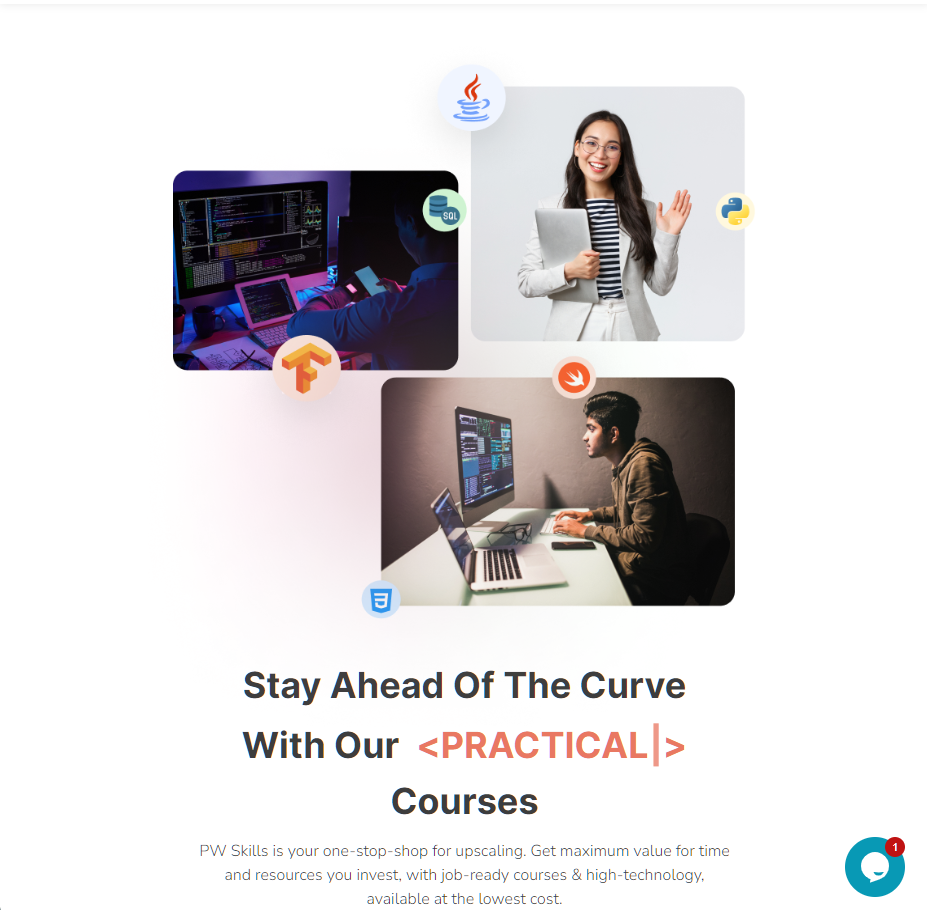 SQL
Stay Ahead Of The Curve
With Our <PRACTICAL|>
Courses
PW Skills is your one-stop-shop for upscaling. Get maximum value for time
and resources you invest, with job-ready courses & high-technology,
available at the lowest cost.
1